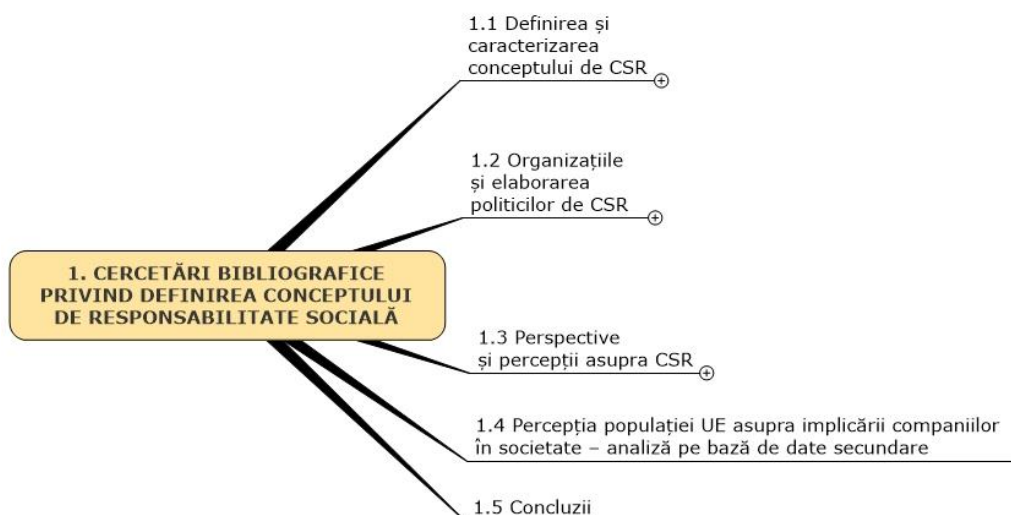 1.1 Definirea și
caracterizarea
conceptului de CSR
1.2 Organizațiile
și elaborarea
politicilor de CSR
1. CERCETĂRI BIBLIOGRAFICE
PRIVIND DEFINIREA CONCEPTULUI
DE RESPONSABILITATE SOCIALĂ
1.3 Perspective
și percepții asupra CSR
1.4 Percepția populației UE asupra implicării companiilor
în societate – analiză pe bază de date secundare
1.5 Concluzii